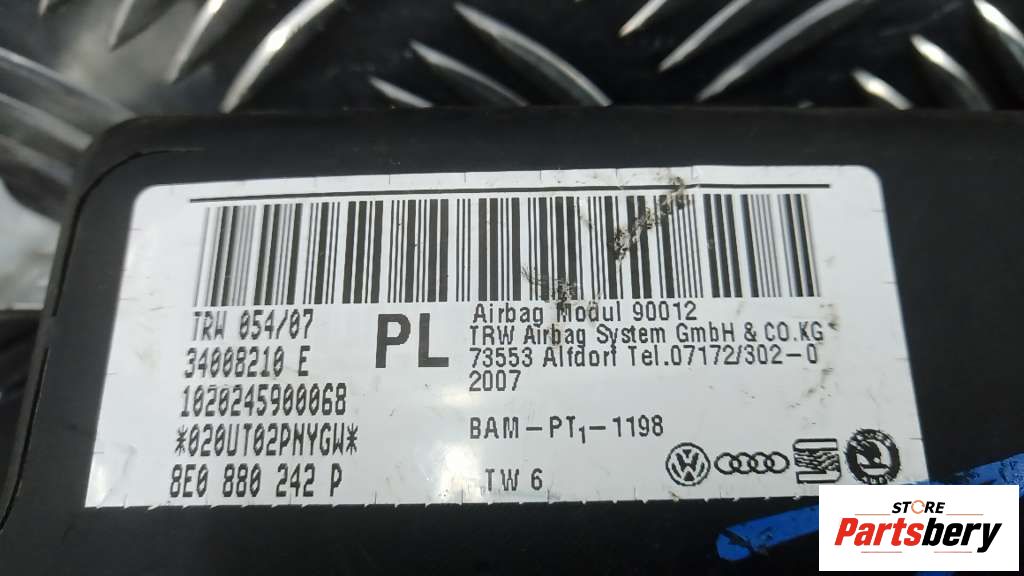 TRW 054/07
34008210 E
1020245900068
*020UT02PNYGW*
8E0 880 242 P
PL
Airbag Modul 90012
TRW Airbag System GmbH & CO.KG
73553 Alfdorf Tel.07172/302-0
2007
BAM-PT1-1198
TW 6
STORE
Partsbery